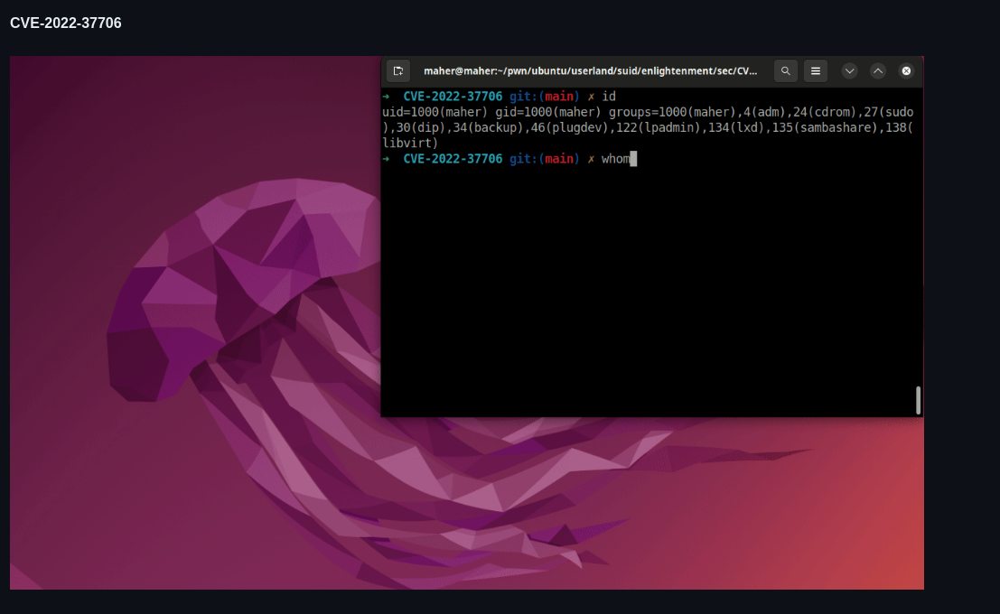 CVE-2022-37706
maher@maher:~/pwn/ubuntu/userland/suid/enlightenment/sec/CV...
→ CVE-2022-37706 git:(main) ✗ id
uid=1000(maher) gid=1000(maher) groups=1000(maher),4(adm),24(cdrom),27(sudo
),30(dip),34(backup),46(plugdev),122(lpadmin),134(lxd),135(sambashare),138(
libvirt)
→ CVE-2022-37706 git:(main) ✗ whom